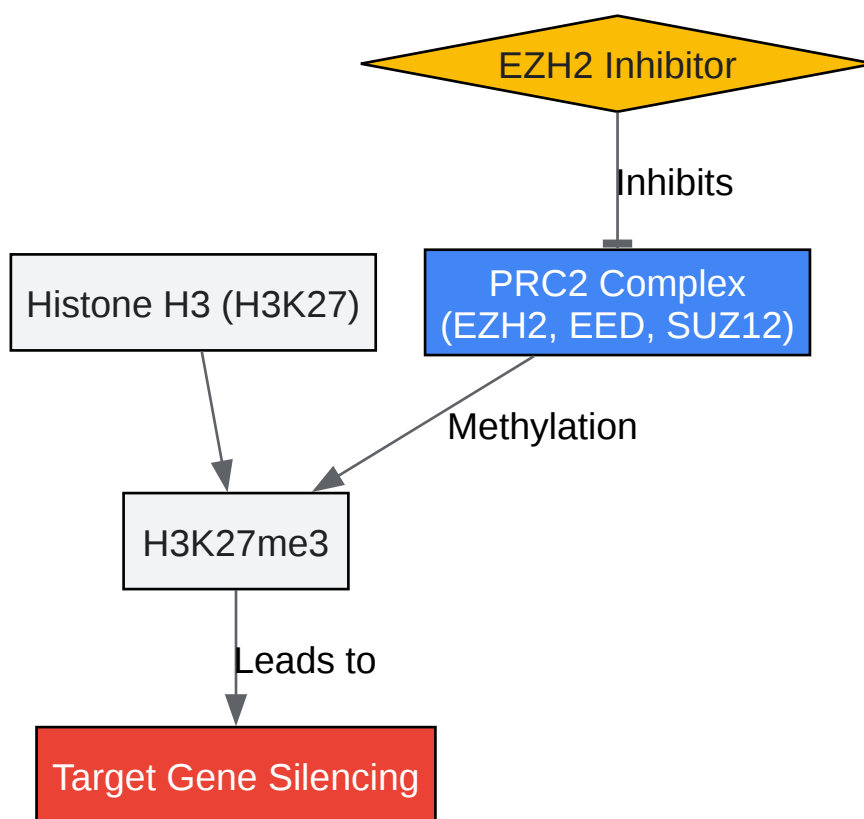 EZH2 Inhibitor
Inhibits
Histone H3 (H3K27)
PRC2 Complex
(EZH2, EED, SUZ12)
Methylation
H3K27me3
Leads to
Target Gene Silencing